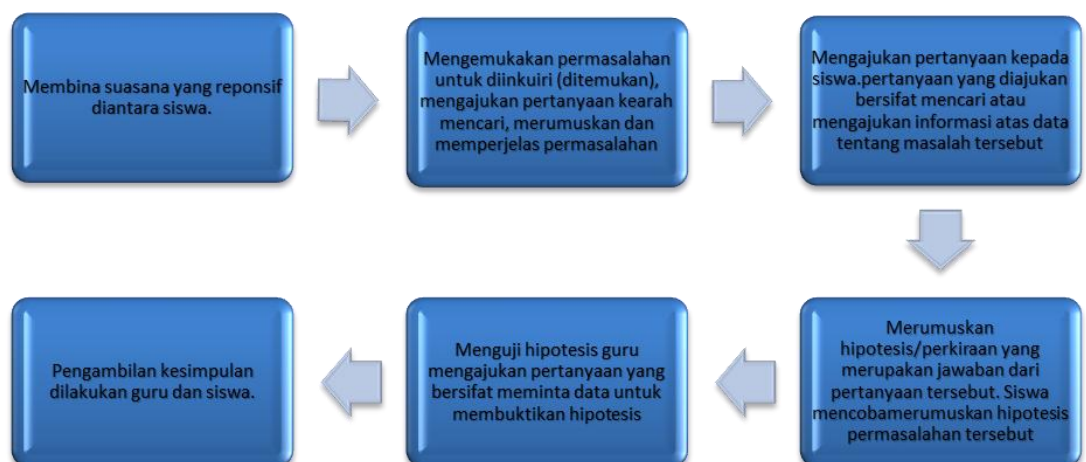 Membina suasana yang reponsif
diantara siswa.
Mengemukakan permasalahan
untuk diinkuiri (ditemukan),
mengajukan pertanyaan kearah
mencari, merumuskan dan
memperjelas permasalahan
Mengajukan pertanyaan kepada
siswa.pertanyaan yang diajukan
bersifat mencari atau
mengajukan informasi atas data
tentang masalah tersebut
Merumuskan
hipotesis/perkiraan yang
merupakan jawaban dari
pertanyaan tersebut. Siswa
mencobamerumuskan hipotesis
permasalahan tersebut
Menguji hipotesis guru
mengajukan pertanyaan yang
bersifat meminta data untuk
membuktikan hipotesis
Pengambilan kesimpulan
dilakukan guru dan siswa.